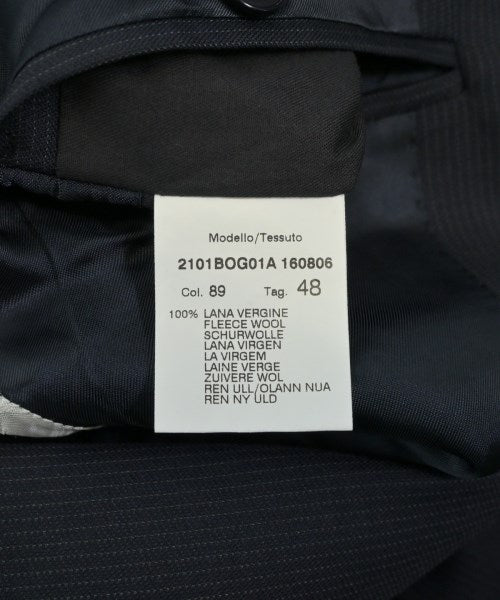 Modello/Tessuto
2101BOG01A 160806
Col. 89 Tag. 48
100% LANA VERGINE
FLEECE WOOL
SCHURWOLLE
LANA VIRGEN
LA VIRGEM
LAINE VIERGE
ZUIVERE WOL
REN ULL/OLANN NUA
REN NY ULD